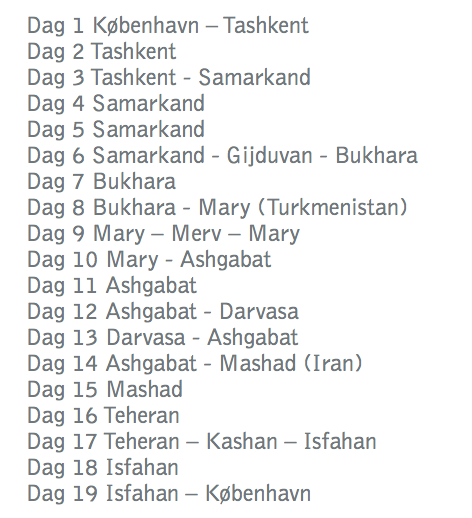 Dag 1 København – Tashkent
Dag 2 Tashkent
Dag 3 Tashkent - Samarkand
Dag 4 Samarkand
Dag 5 Samarkand
Dag 6 Samarkand - Gijduvan - Bukhara
Dag 7 Bukhara
Dag 8 Bukhara - Mary (Turkmenistan)
Dag 9 Mary – Merv – Mary
Dag 10 Mary - Ashgabat
Dag 11 Ashgabat
Dag 12 Ashgabat - Darvasa
Dag 13 Darvasa - Ashgabat
Dag 14 Ashgabat - Mashad (Iran)
Dag 15 Mashad
Dag 16 Teheran
Dag 17 Teheran – Kashan – Isfahan
Dag 18 Isfahan
Dag 19 Isfahan – København